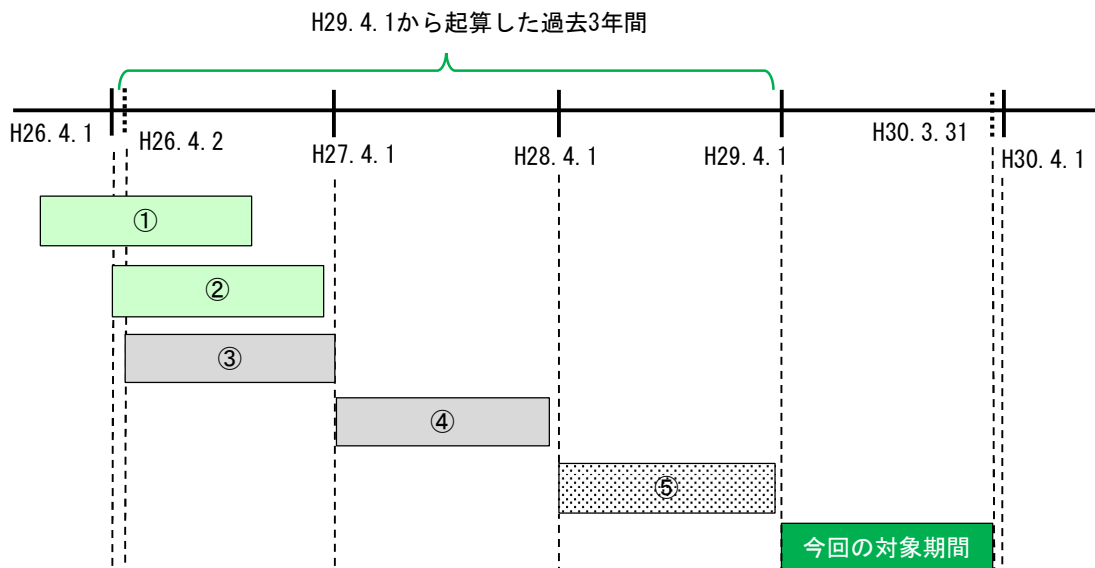 H29.4.1から起算した過去3年間
H26.4.1
H26.4.2
H27.4.1
H28.4.1
H29.4.1
H30.3.31
H30.4.1
①
②
③
④
⑤
今回の対象期間